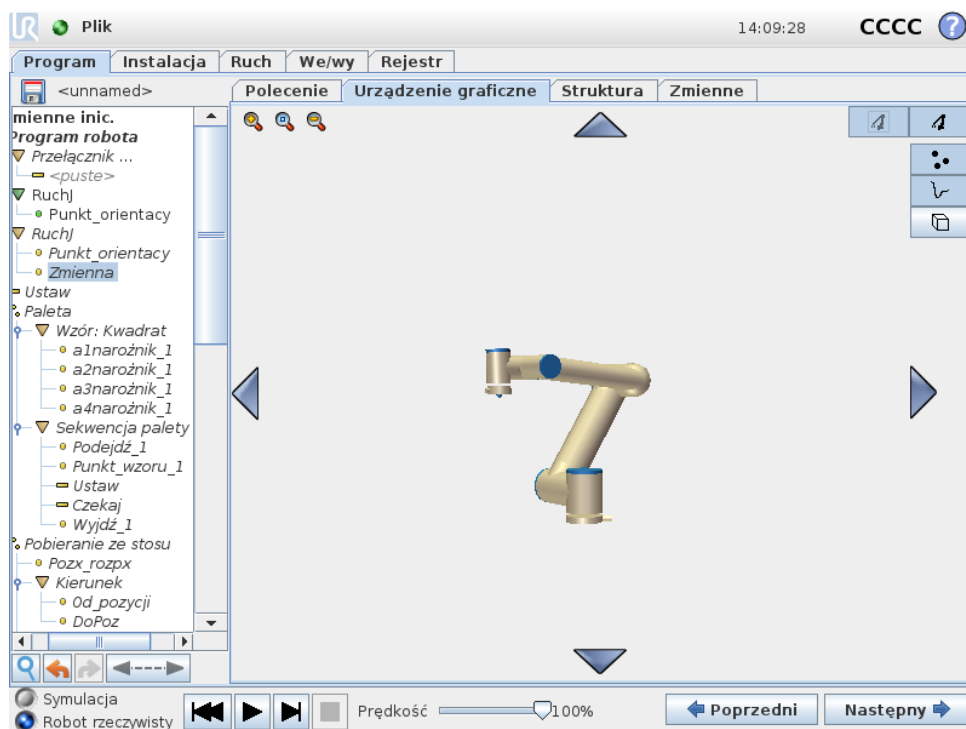 UR Plik 14:09:28 CCCC ?
Program Instalacja Ruch We/wy Rejestr
<unnamed> Polecenie Urządzenie graficzne Struktura Zmienne
mienne inic.
Program robota
Przełącznik ...
<puste>
RuchJ
Punkt_orientacy
RuchJ
Punkt_orientacy
Zmienna
Ustaw
Paleta
Wzór: Kwadrat
a1narożnik_1
a2narożnik_1
a3narożnik_1
a4narożnik_1
Sekwencja palety
Podejdź_1
Punkt_wzoru_1
Ustaw
Czekaj
Wyjdź_1
Pobieranie ze stosu
Pozx_rozpx
Kierunek
Od_pozycji
DoPoz
Symulacja
Robot rzeczywisty
Prędkość 100%
Poprzedni Następny